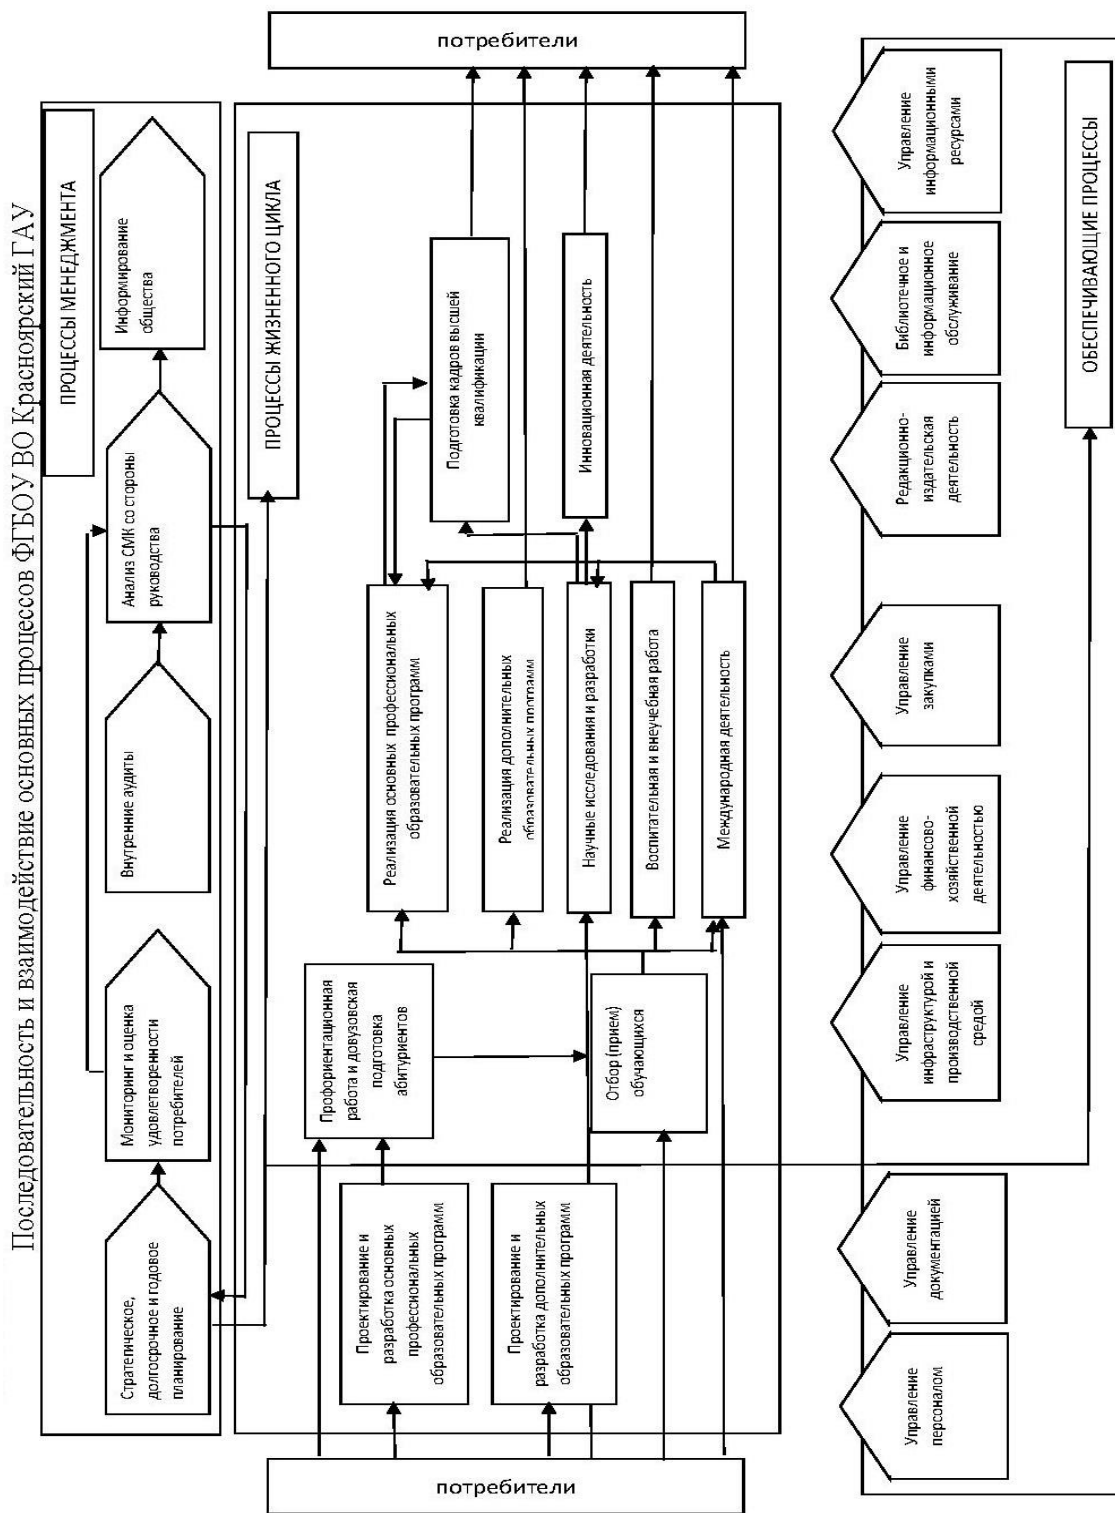 Последовательность и взаимодействие основных процессов ФГБОУ ВО Красноярский ГАУ
ПРОЦЕССЫ МЕНЕДЖМЕНТА
Стратегическое,
долгосрочное и годовое
планирование
Мониторинг и оценка
удовлетворенности
потребителей
Внутренние аудиты
Анализ СМК со стороны
руководства
Информирование
общества
ПРОЦЕССЫ ЖИЗНЕННОГО ЦИКЛА
потребители
Проектирование и
разработка основных
профессиональных
образовательных программ
Проектирование и
разработка дополнительных
образовательных программ
Профориентационная
работа и довузовская
подготовка
абитуриентов
Отбор (прием)
обучающихся
Реализация основных профессиональных
образовательных программ
Реализация дополнительных
образовательных программ
Научные исследования и разработки
Воспитательная и внеучебная работа
Международная деятельность
Подготовка кадров высшей
квалификации
Инновационная деятельность
потребители
Управление
персоналом
Управление
документацией
Управление
инфраструктурой и
производственной
средой
Управление
финансово-
хозяйственной
деятельностью
Управление
закупками
Редакционно-
издательская
деятельность
Библиотечное и
информационное
обслуживание
Управление
информационными
ресурсами
ОБЕСПЕЧИВАЮЩИЕ ПРОЦЕССЫ